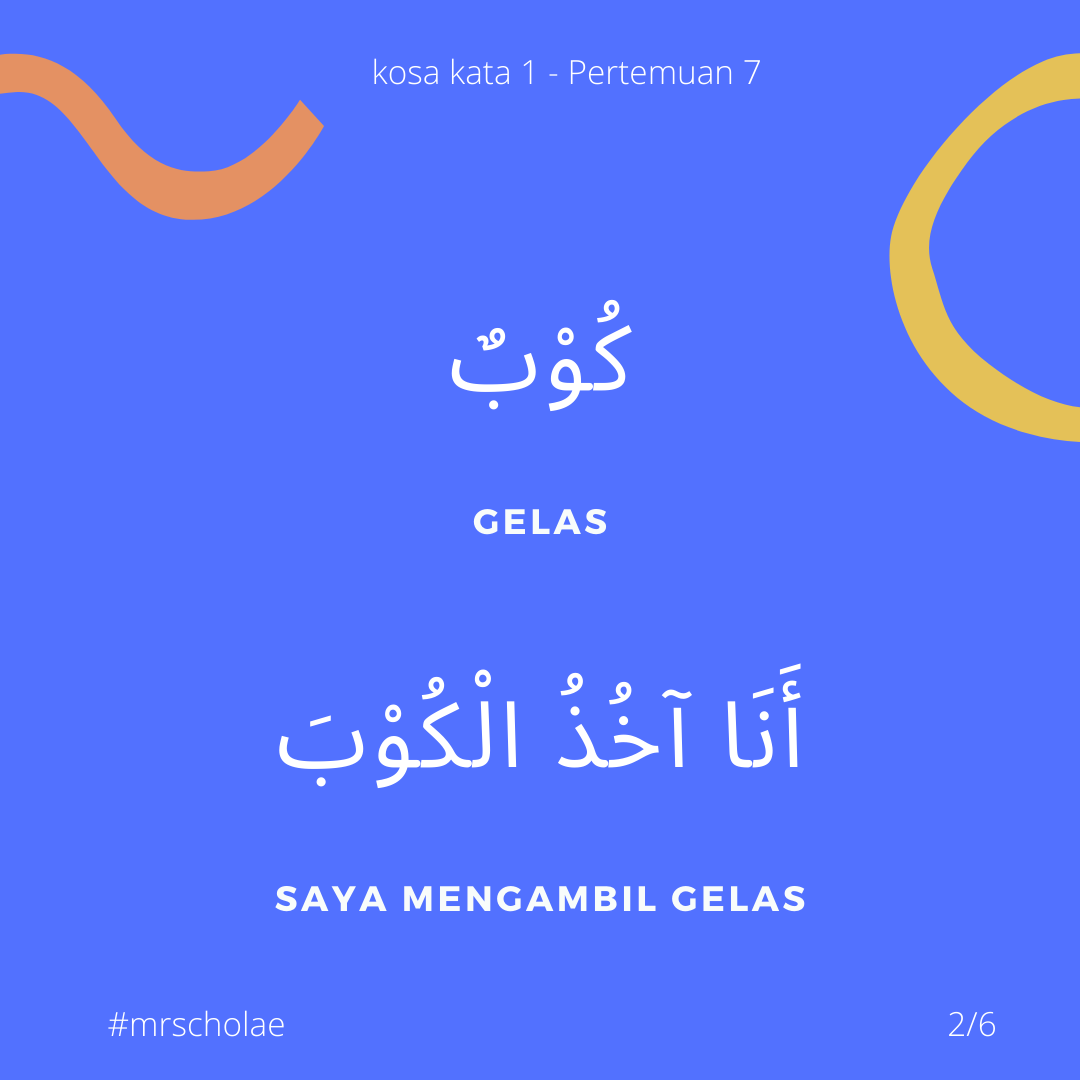 kosa kata 1 - Pertemuan 7
كُوْبٌ
GELAS
أَنَا آخُذُ الْكُوْبَ
SAYA MENGAMBIL GELAS
#mrscholae
2/6